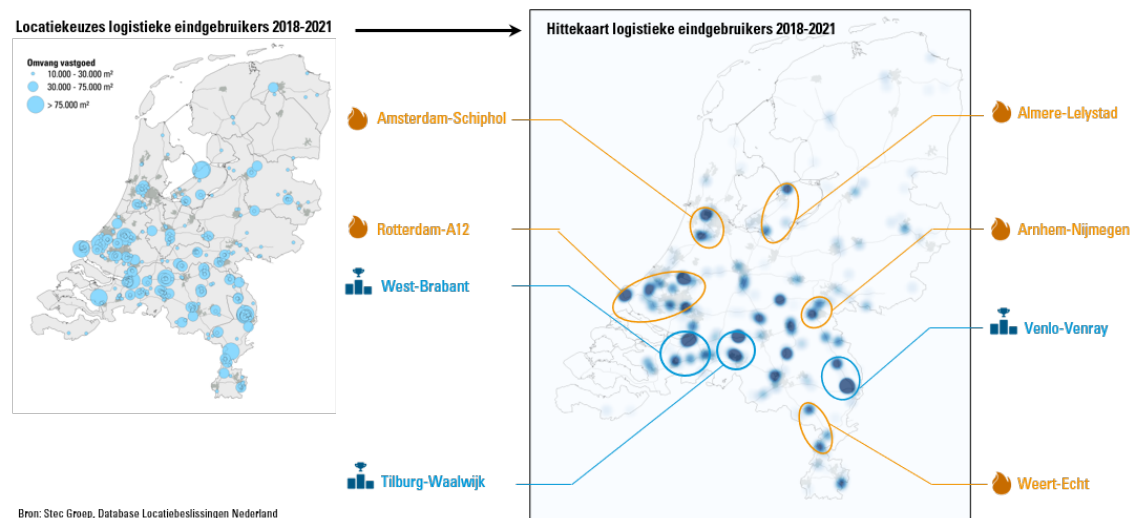 Locatiekeuzes logistieke eindgebruikers 2018-2021
Omvang vastgoed
10.000 - 30.000 m²
30.000 - 75.000 m²
> 75.000 m²
Hittekaart logistieke eindgebruikers 2018-2021
Amsterdam-Schiphol
Rotterdam-A12
West-Brabant
Tilburg-Waalwijk
Almere-Lelystad
Arnhem-Nijmegen
Venlo-Venray
Weert-Echt
Bron: Stec Groep, Database Locatiebeslissingen Nederland